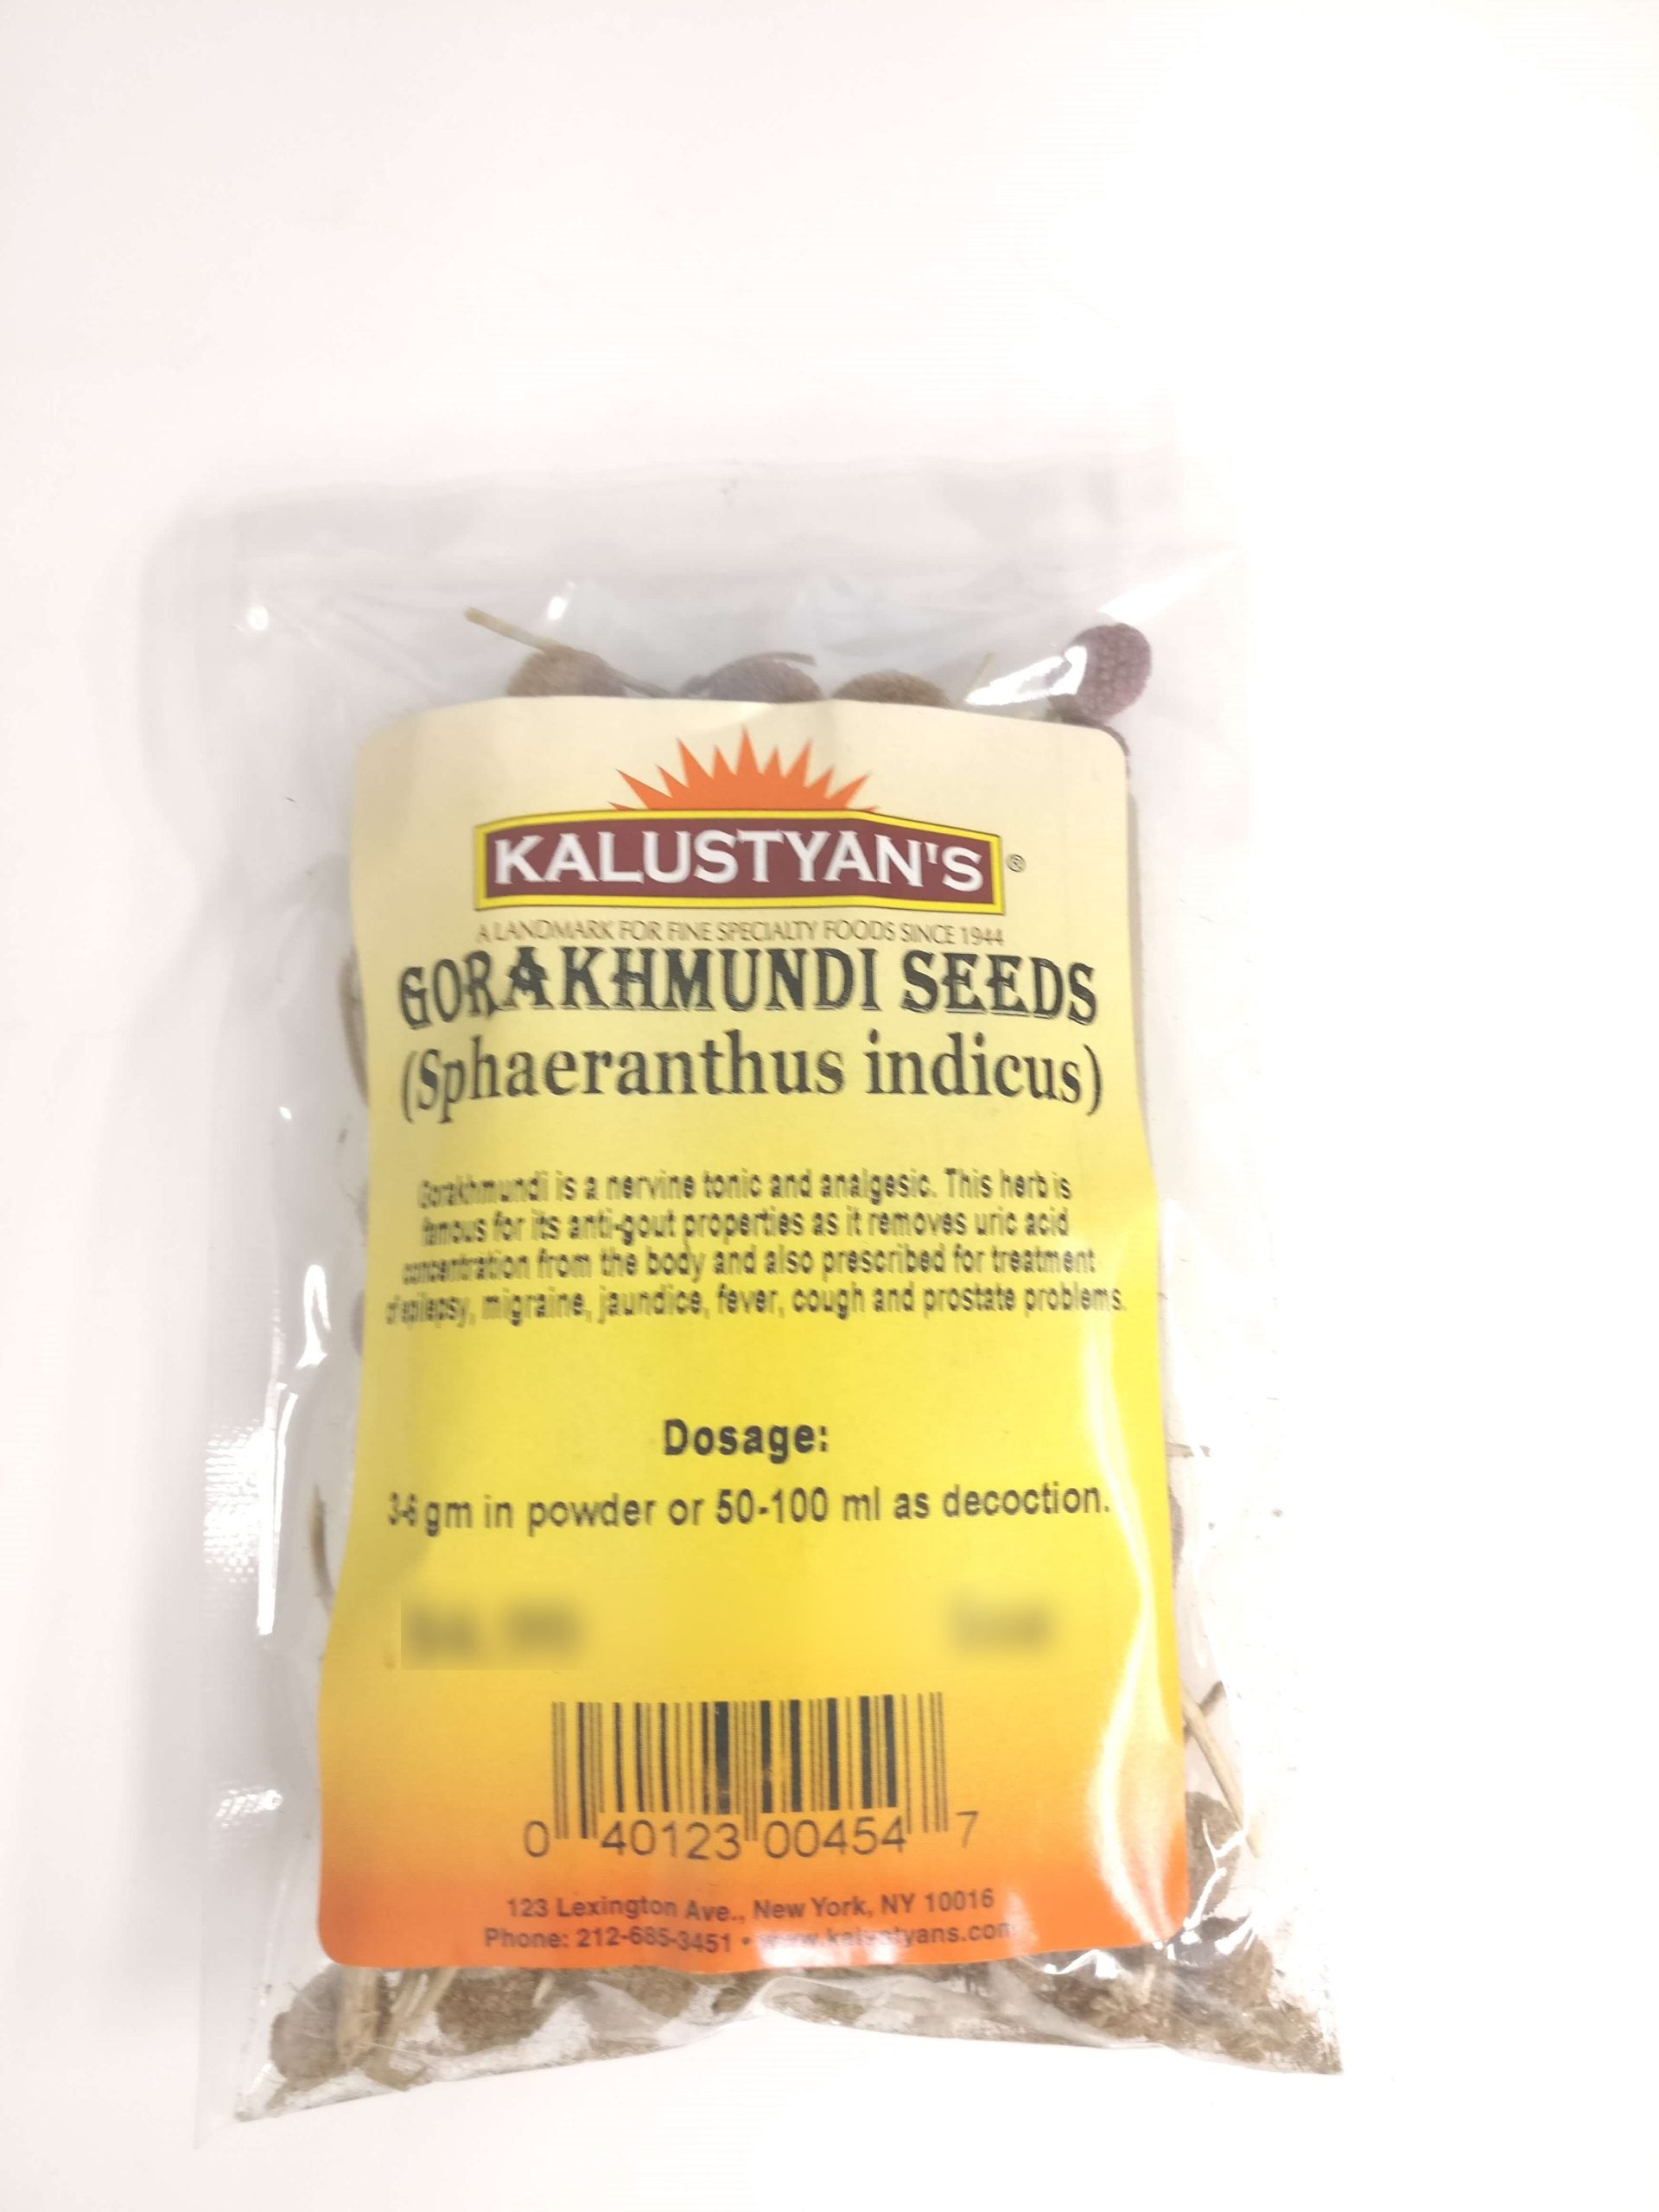 KALUSTYAN'S®
A LANDMARK FOR FINE SPECIALTY FOODS SINCE 1944
GORAKHMUNDI SEEDS
(Sphaeranthus indicus)
Gorakhmundi is a nervine tonic and analgesic. This herb is
famous for its anti-gout properties as it removes uric acid
concentration from the body and also prescribed for treatment
of epilepsy, migraine, jaundice, fever, cough and prostate problems.
Dosage:
3-6 gm in powder or 50-100 ml as decoction.
0 40123 00454 7
123 Lexington Ave., New York, NY 10016
Phone: 212-685-3451 • www.kalustyans.com